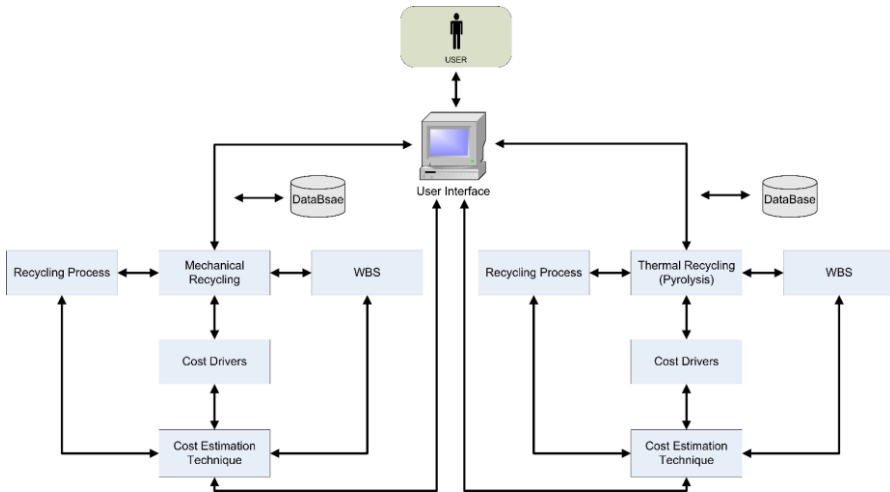 USER
User Interface
DataBsae
DataBase
Recycling Process
Mechanical
Recycling
WBS
Recycling Process
Thermal Recycling
(Pyrolysis)
WBS
Cost Drivers
Cost Drivers
Cost Estimation
Technique
Cost Estimation
Technique